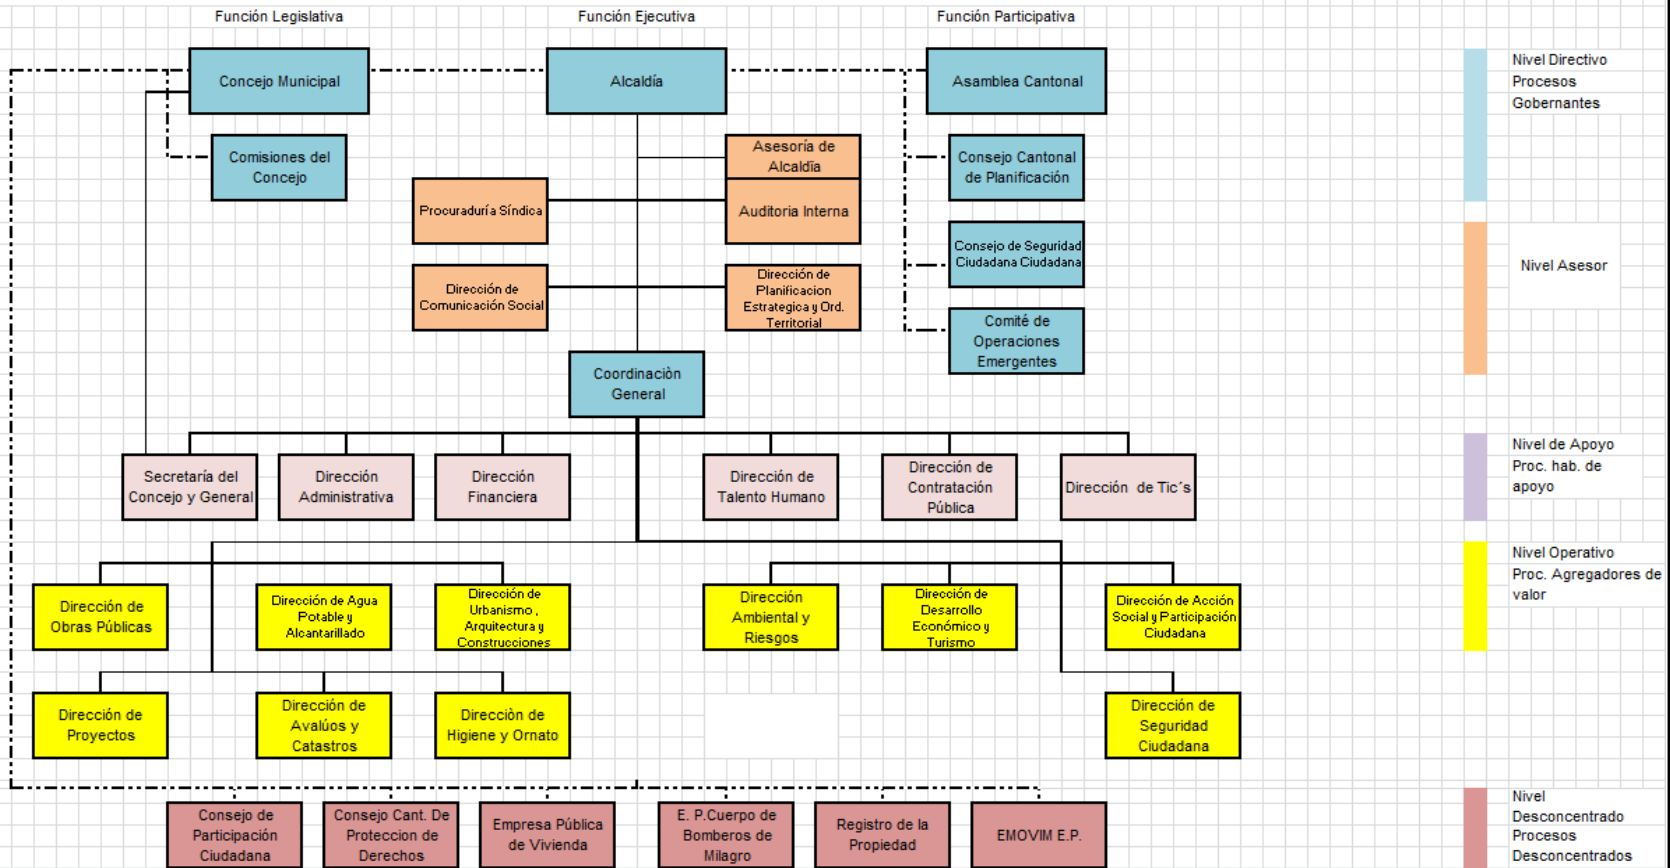 Función Legislativa
Función Ejecutiva
Función Participativa
Concejo Municipal
Alcaldía
Asamblea Cantonal
Nivel Directivo
Procesos
Gobernantes
Comisiones del
Concejo
Asesoría de
Alcaldïa
Consejo Cantonal
de Planificación
Procuraduría Síndica
Auditoria Interna
Consejo de Seguridad
Ciudadana Ciudadana
Nivel Asesor
Dirección de
Comunicación Social
Dirección de
Planificacion
Estrategica y Ord.
Territorial
Comité de
Operaciones
Emergentes
Coordinaciòn
General
Secretaría del
Concejo y General
Dirección
Administrativa
Dirección
Financiera
Dirección de
Talento Humano
Dirección de
Contratación
Pública
Dirección  de Tic´s
Nivel de Apoyo
Proc. hab. de
apoyo
Dirección de
Obras Públicas
Dirección de Agua
Potable y
Alcantarillado
Dirección de
Urbanismo ,
Arquitectura y
Construcciones
Dirección
Ambiental y
Riesgos
Dirección de
Desarrollo
Económico y
Turismo
Dirección de Acción
Social y Participación
Ciudadana
Nivel Operativo
Proc. Agregadores de
valor
Dirección de
Proyectos
Dirección de
Avalúos y
Catastros
Direcciòn de
Higiene y Ornato
Dirección de
Seguridad
Ciudadana
Consejo de
Participación
Ciudadana
Consejo Cant. De
Proteccion de
Derechos
Empresa Pública
de Vivienda
E. P.Cuerpo de
Bomberos de
Milagro
Registro de la
Propiedad
EMOVIM E.P.
Nivel
Desconcentrado
Procesos
Desconcentrados